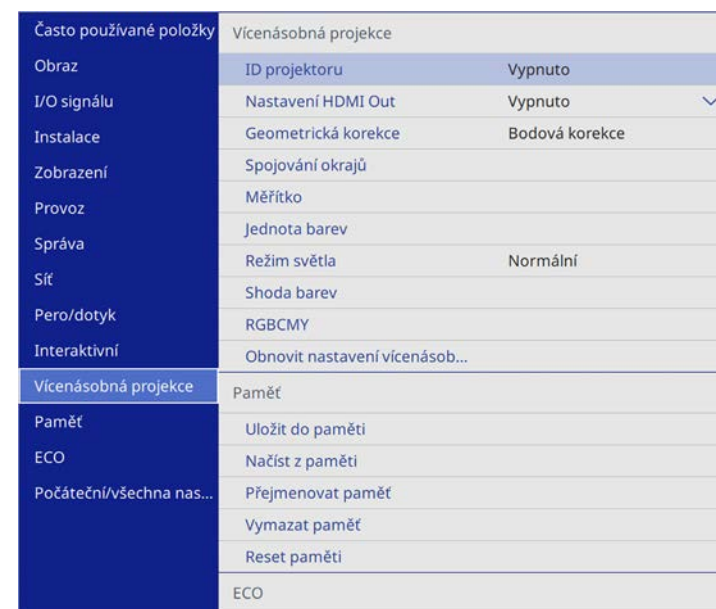 Často používané položky
Obraz
I/O signálu
Instalace
Zobrazení
Provoz
Správa
Síť
Pero/dotyk
Interaktivní
Vícenásobná projekce
Paměť
ECO
Počáteční/všechna nas...
Vícenásobná projekce
ID projektoru Vypnuto
Nastavení HDMI Out Vypnuto
Geometrická korekce Bodová korekce
Spojování okrajů
Měřítko
Jednota barev
Režim světla Normální
Shoda barev
RGBCMY
Obnovit nastavení vícenásob...
Paměť
Uložit do paměti
Načíst z paměti
Přejmenovat paměť
Vymazat paměť
Reset paměti
ECO